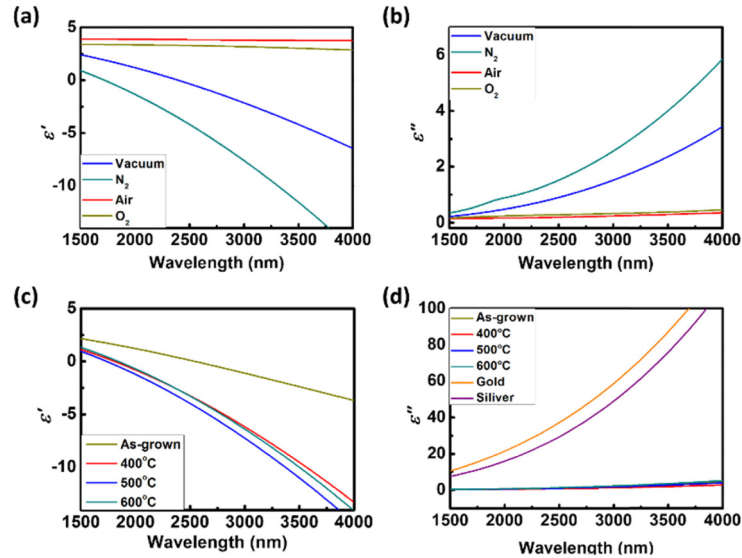 (a)
5
0
-5
-10
ε'
Vacuum
N₂
Air
O₂
1500 2000 2500 3000 3500 4000
Wavelength (nm)
(b)
6
4
2
0
ε''
Vacuum
N₂
Air
O₂
1500 2000 2500 3000 3500 4000
Wavelength (nm)
(c)
5
0
-5
-10
ε'
As-grown
400°C
500°C
600°C
1500 2000 2500 3000 3500 4000
Wavelength (nm)
(d)
100
80
60
40
20
0
ε''
As-grown
400°C
500°C
600°C
Gold
Siliver
1500 2000 2500 3000 3500 4000
Wavelength (nm)